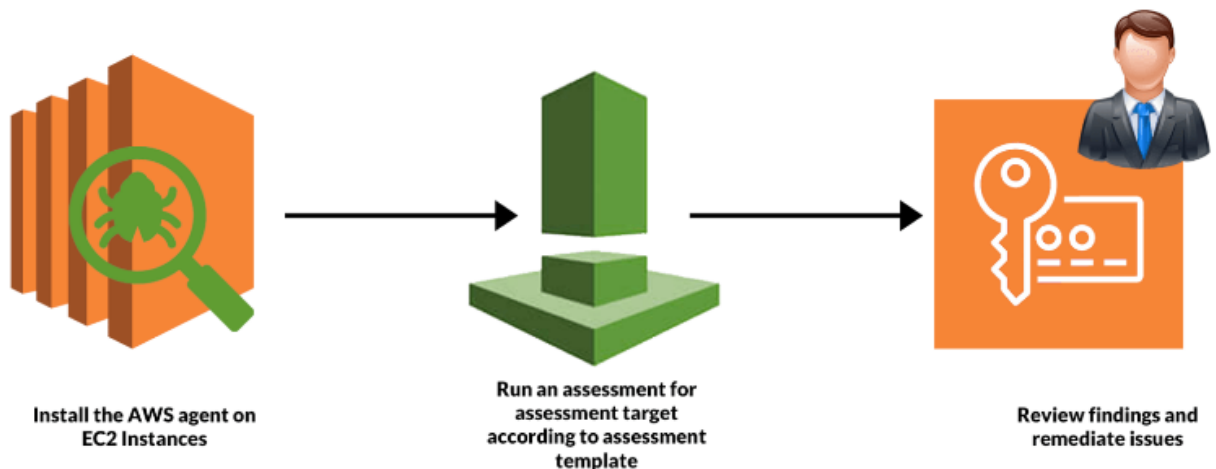 Install the AWS agent on
EC2 Instances
Run an assessment for
assessment target
according to assessment
template
Review findings and
remediate issues